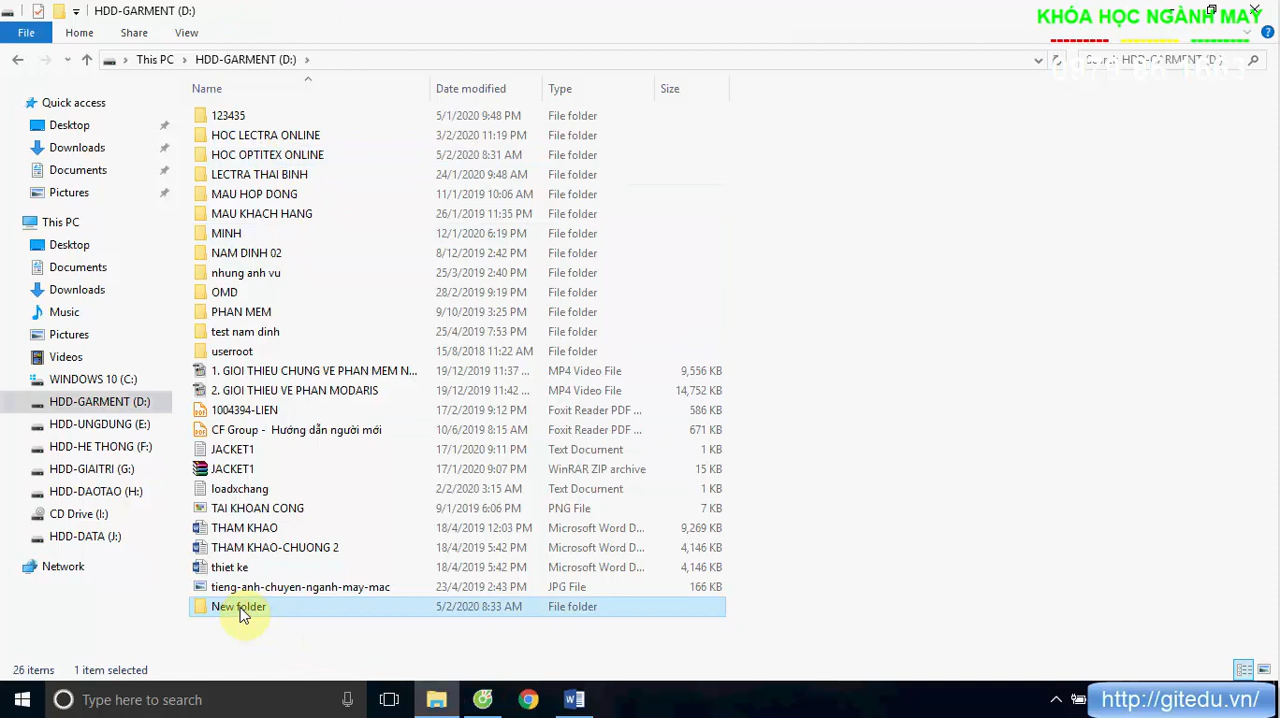 HDD-GARMENT (D:)
KHÓA HỌC NGÀNH MAY
File Home Share View
This PC HDD-GARMENT (D:)
Search HDD-GARMENT (D:)
Name Date modified Type Size
Quick access
Desktop
Downloads
Documents
Pictures
This PC
Desktop
Documents
Downloads
Music
Pictures
Videos
WINDOWS 10 (C:)
HDD-GARMENT (D:)
HDD-UNGDUNG (E:)
HDD-HE THONG (F:)
HDD-GIAITRI (G:)
HDD-DAOTAO (H:)
CD Drive (I:)
HDD-DATA (J:)
Network
123435 5/1/2020 9:48 PM File folder
HOC LECTRA ONLINE 3/2/2020 11:19 PM File folder
HOC OPTITEX ONLINE 5/2/2020 8:31 AM File folder
LECTRA THAI BINH 24/1/2020 9:48 AM File folder
MAU HOP DONG 11/1/2019 10:06 AM File folder
MAU KHACH HANG 26/1/2019 11:35 PM File folder
MINH 12/1/2020 6:19 PM File folder
NAM DINH 02 8/12/2019 2:42 PM File folder
nhung anh vu 25/3/2019 2:40 PM File folder
OMD 28/2/2019 9:19 PM File folder
PHAN MEM 9/10/2019 3:25 PM File folder
test nam dinh 25/4/2019 7:53 PM File folder
userroot 15/8/2018 11:22 AM File folder
1. GIOI THIEU CHUNG VE PHAN MEM N... 19/12/2019 11:37 ... MP4 Video File 9,556 KB
2. GIOI THIEU VE PHAN MODARIS 19/12/2019 11:42 ... MP4 Video File 14,752 KB
1004394-LIEN 17/2/2019 9:12 PM Foxit Reader PDF ... 586 KB
CF Group - Hướng dẫn người mới 10/6/2019 8:15 AM Foxit Reader PDF ... 671 KB
JACKET1 17/1/2020 9:11 PM Text Document 1 KB
JACKET1 17/1/2020 9:07 PM WinRAR ZIP archive 15 KB
loadxchang 2/2/2020 3:15 AM Text Document 1 KB
TAI KHOAN CONG 9/1/2019 6:06 PM PNG File 7 KB
THAM KHAO 18/4/2019 12:03 PM Microsoft Word D... 9,269 KB
THAM KHAO-CHUONG 2 18/4/2019 5:42 PM Microsoft Word D... 4,146 KB
thiet ke 18/4/2019 5:42 PM Microsoft Word D... 4,146 KB
tieng-anh-chuyen-nganh-may-mac 23/4/2019 2:43 PM JPG File 166 KB
New folder 5/2/2020 8:33 AM File folder
26 items 1 item selected
Type here to search
http://gitedu.vn/